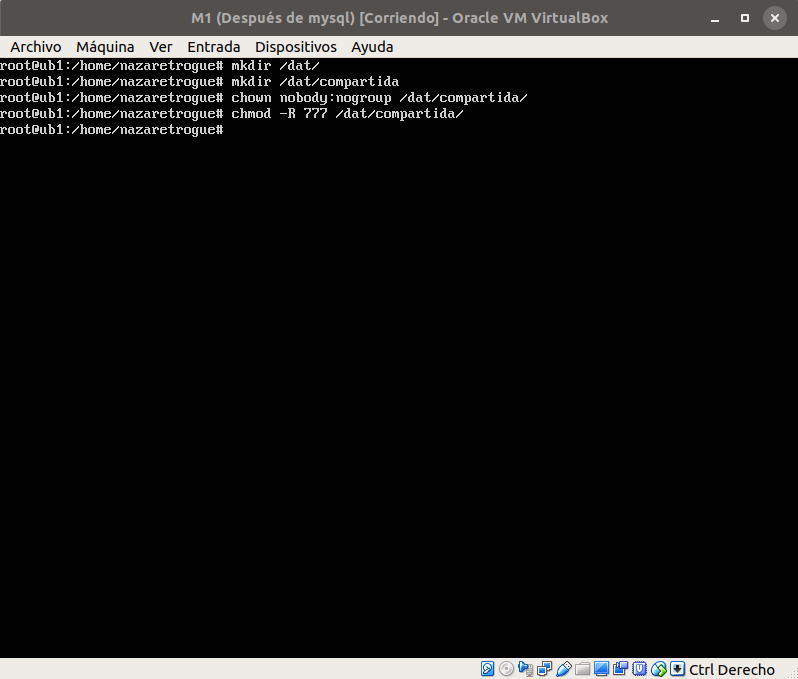 M1 (Después de mysql) [Corriendo] - Oracle VM VirtualBox
Archivo Máquina Ver Entrada Dispositivos Ayuda
root@ub1:/home/nazaretrogue# mkdir /dat/
root@ub1:/home/nazaretrogue# mkdir /dat/compartida
root@ub1:/home/nazaretrogue# chown nobody:nogroup /dat/compartida/
root@ub1:/home/nazaretrogue# chmod -R 777 /dat/compartida/
root@ub1:/home/nazaretrogue#
Ctrl Derecho